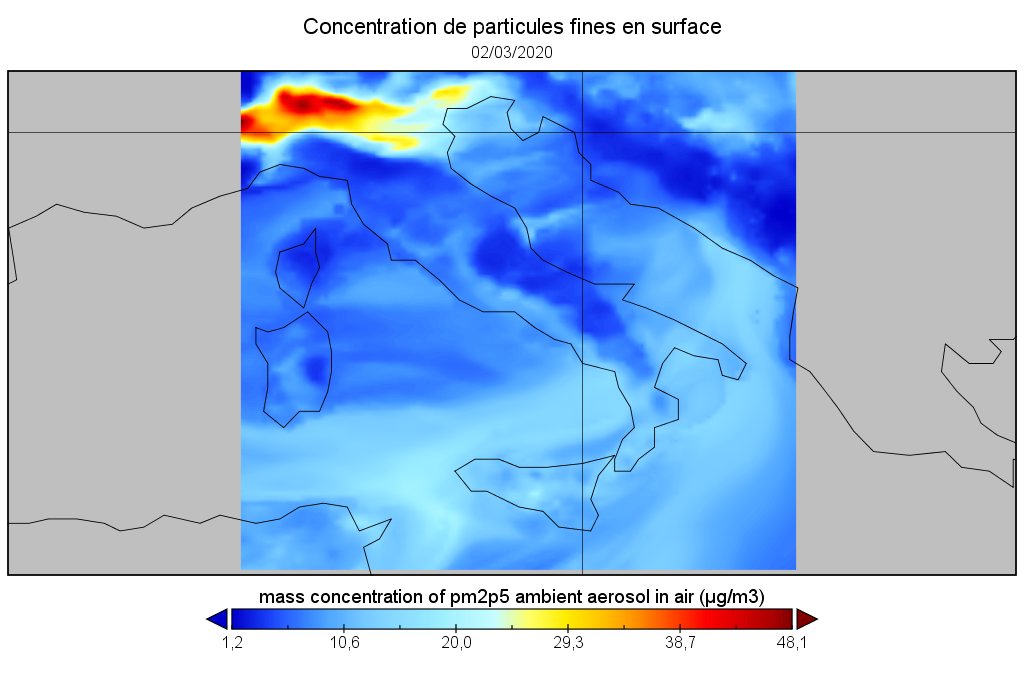 Concentration de particules fines en surface
02/03/2020
mass concentration of pm2p5 ambient aerosol in air (µg/m3)
1,2 10,6 20,0 29,3 38,7 48,1